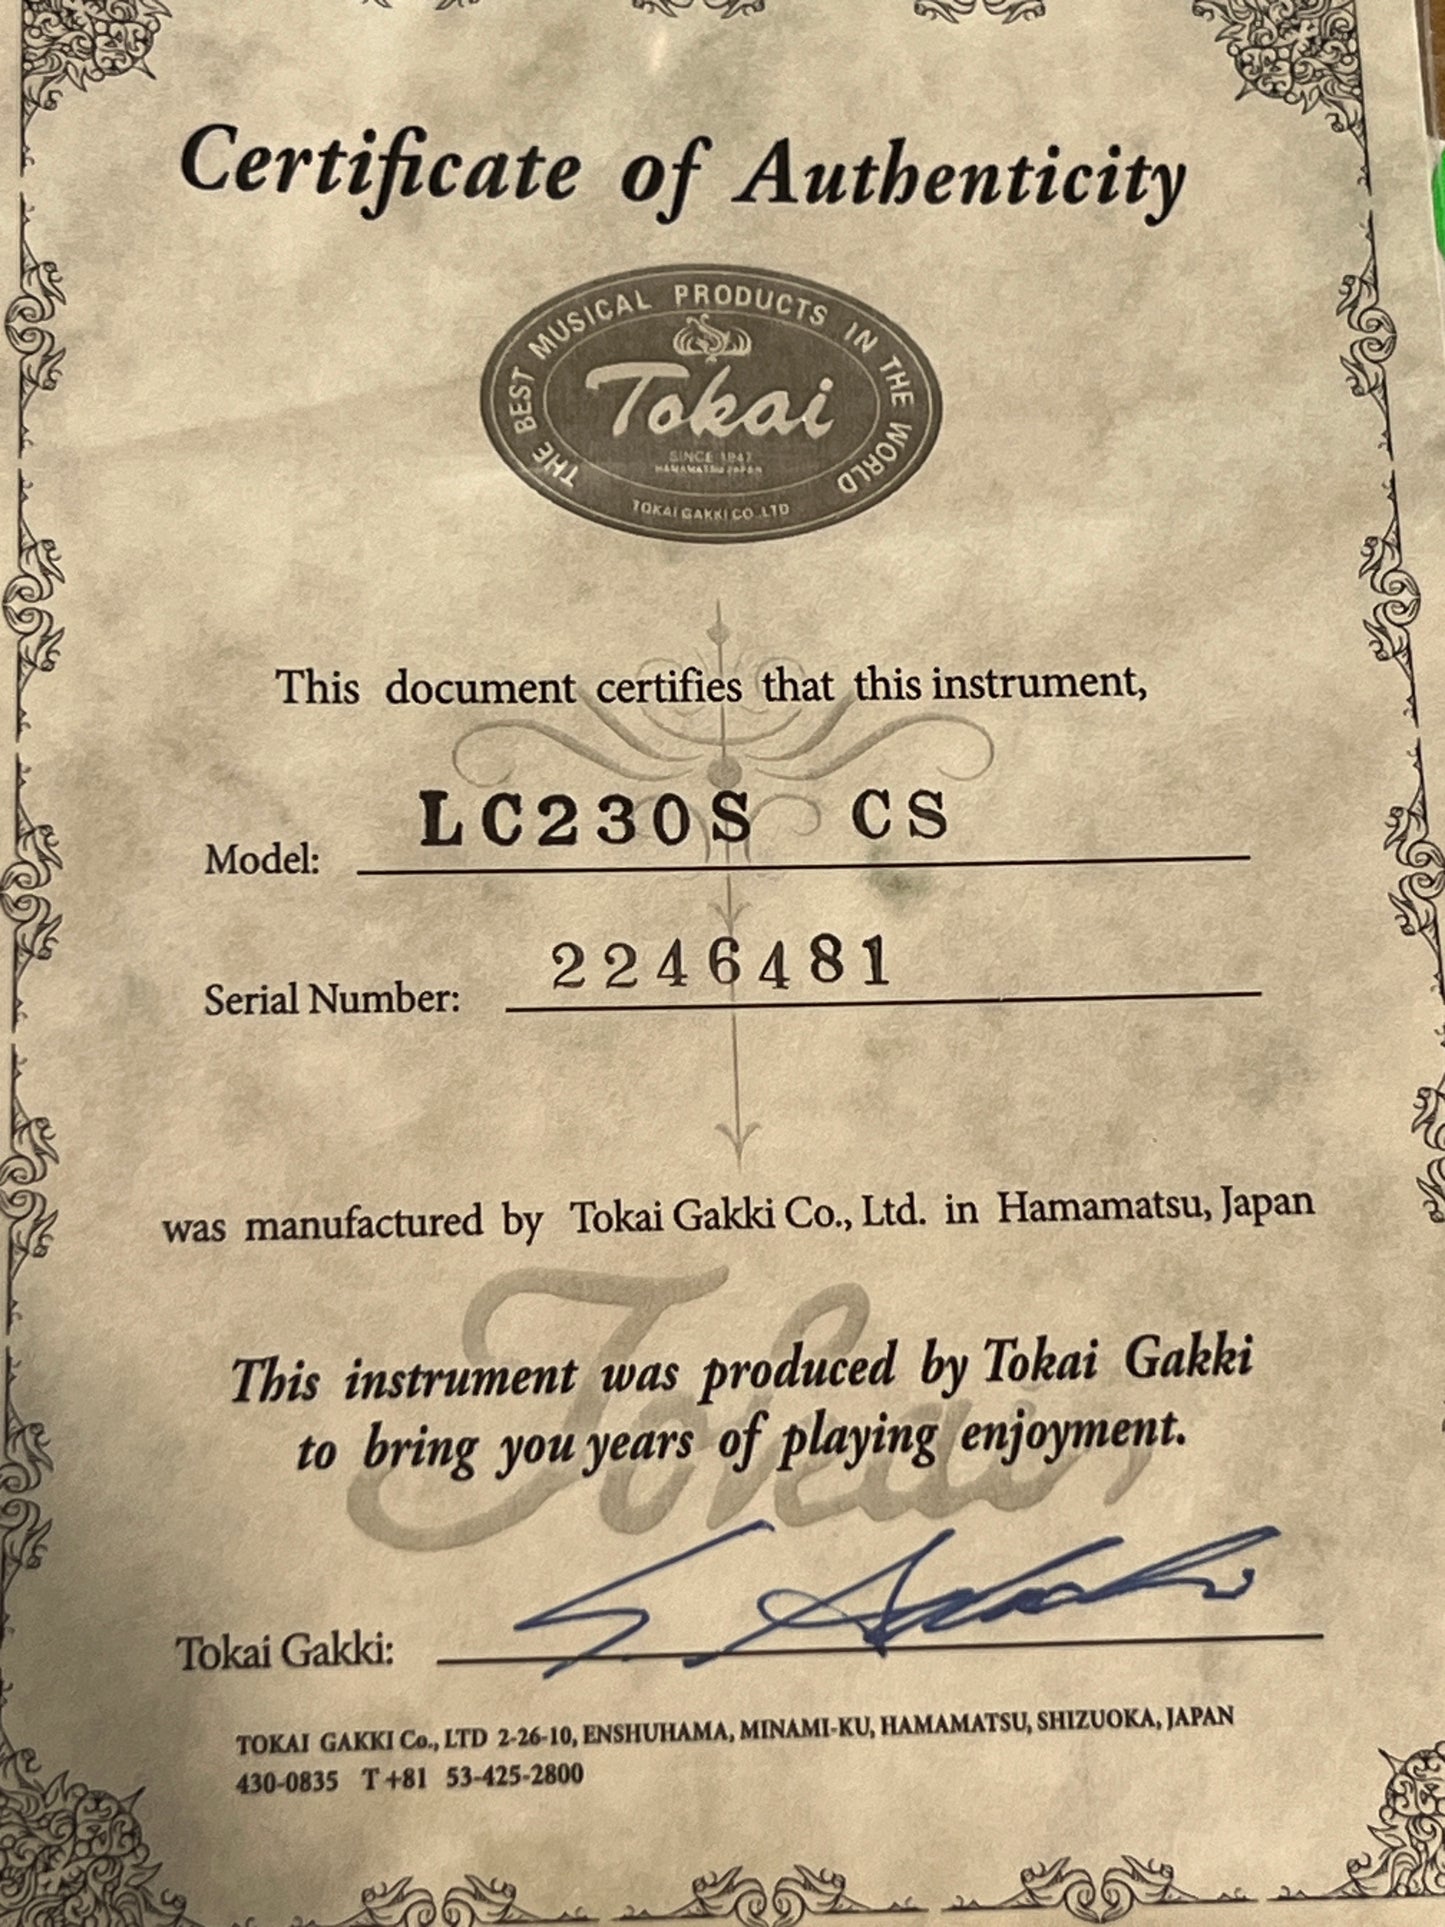 Certificate of Authenticity
THE BEST MUSICAL PRODUCTS IN THE WORLD
Tokai
SINCE 1947
HAMAMATSU JAPAN
TOKAI GAKKI CO.,LTD
This document certifies that this instrument,
Model: LC230S CS
Serial Number: 2246481
was manufactured by Tokai Gakki Co., Ltd. in Hamamatsu, Japan
Tokai
This instrument was produced by Tokai Gakki
to bring you years of playing enjoyment.
Tokai Gakki:
TOKAI GAKKI Co., LTD 2-26-10, ENSHUHAMA, MINAMI-KU, HAMAMATSU, SHIZUOKA, JAPAN
430-0835 T +81 53-425-2800